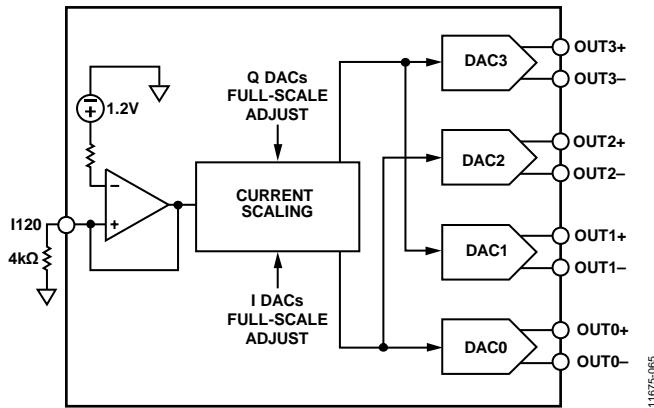 Q DACs
FULL-SCALE
ADJUST
1.2V
–
+
I120
4kΩ
CURRENT
SCALING
I DACs
FULL-SCALE
ADJUST
DAC3
OUT3+
OUT3–
DAC2
OUT2+
OUT2–
DAC1
OUT1+
OUT1–
DAC0
OUT0+
OUT0–
11675-065